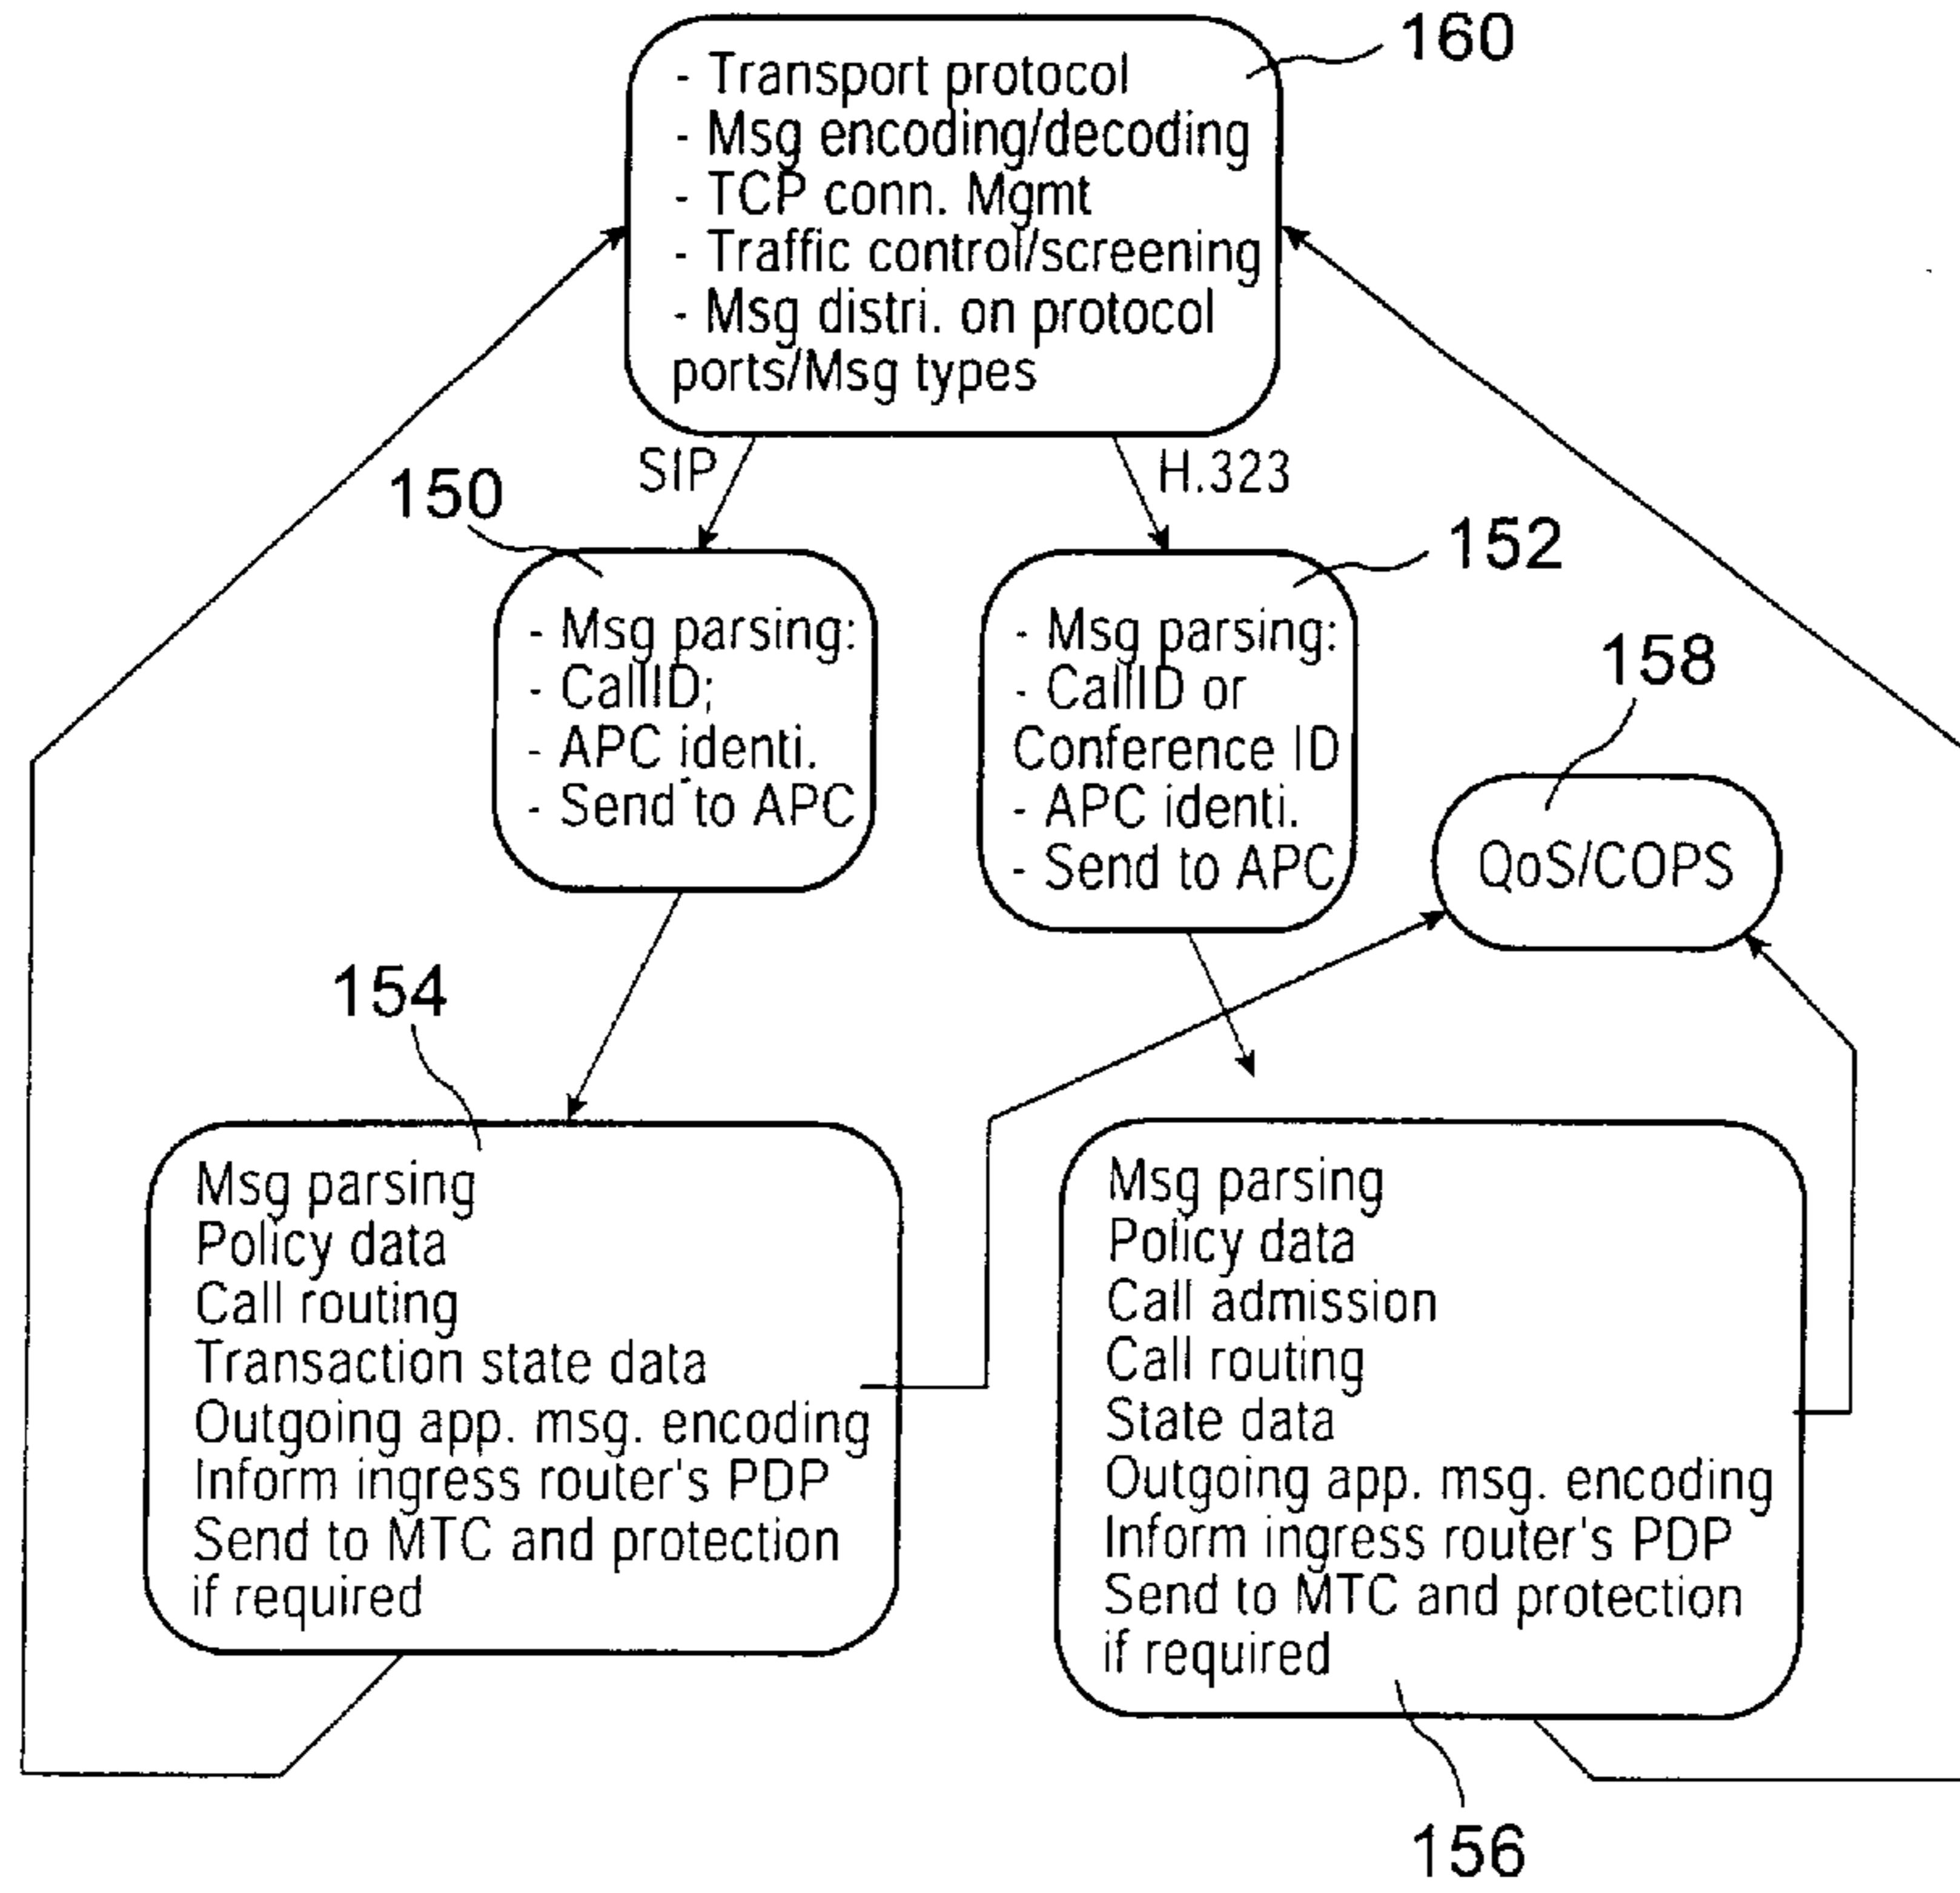 160
- Transport protocol
- Msg encoding/decoding
- TCP conn. Mgmt
- Traffic control/screening
- Msg distri. on protocol
ports/Msg types
SIP
H.323
150
- Msg parsing:
- CallID;
- APC identi.
- Send to APC
152
- Msg parsing:
- CallID or
Conference ID
- APC identi.
- Send to APC
158
QoS/COPS
154
Msg parsing
Policy data
Call routing
Transaction state data
Outgoing app. msg. encoding
Inform ingress router's PDP
Send to MTC and protection
if required
Msg parsing
Policy data
Call admission
Call routing
State data
Outgoing app. msg. encoding
Inform ingress router's PDP
Send to MTC and protection
if required
156